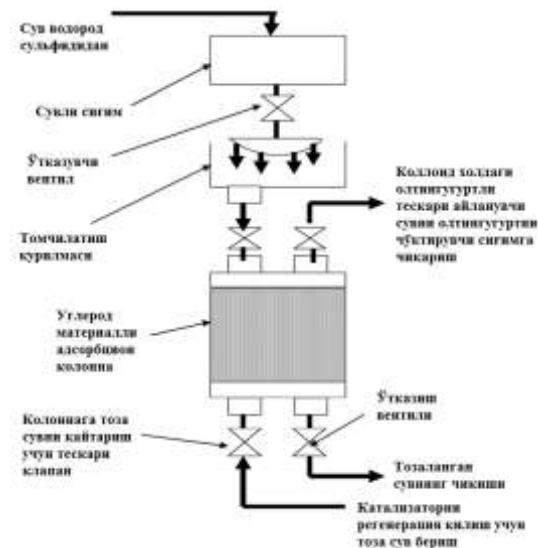 Сув водород
сульфидидан
Сувли сиғим
Ўтказувчи
вентил
Томчилатиш
қурилмаси
Коллоид холдаги
олтингугуртли
тескари айланувчи
сувни олтингугуртни
чўктирувчи сиғимга
чиқариш
Углерод
материалли
адсорбцион
колонна
Ўтказиш
вентили
Колоннага тоза
сувни қайтариш
учун тескари
клапан
Тозаланган
сувнинг чиқиши
Катализаторни
регенерация қилиш учун
тоза сув бериш